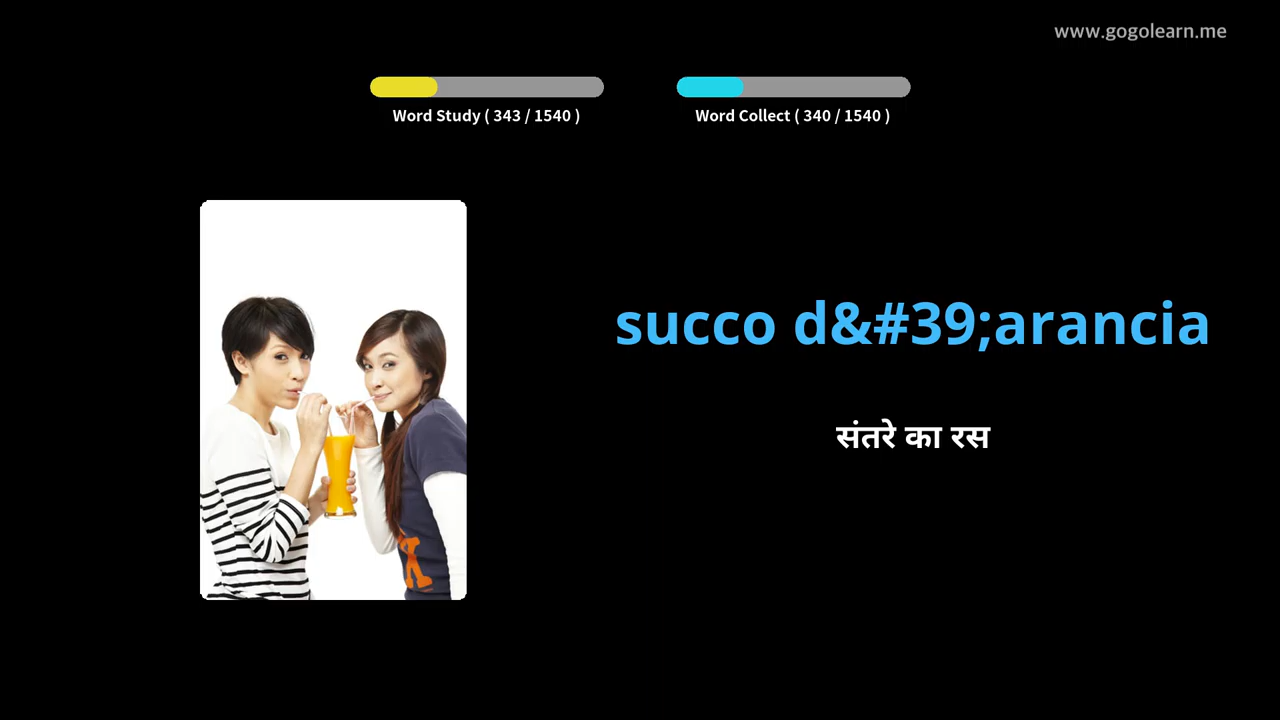 www.gogolearn.me
Word Study ( 343 / 1540 )
Word Collect ( 340 / 1540 )
succo d&#39;arancia
संतरे का रस